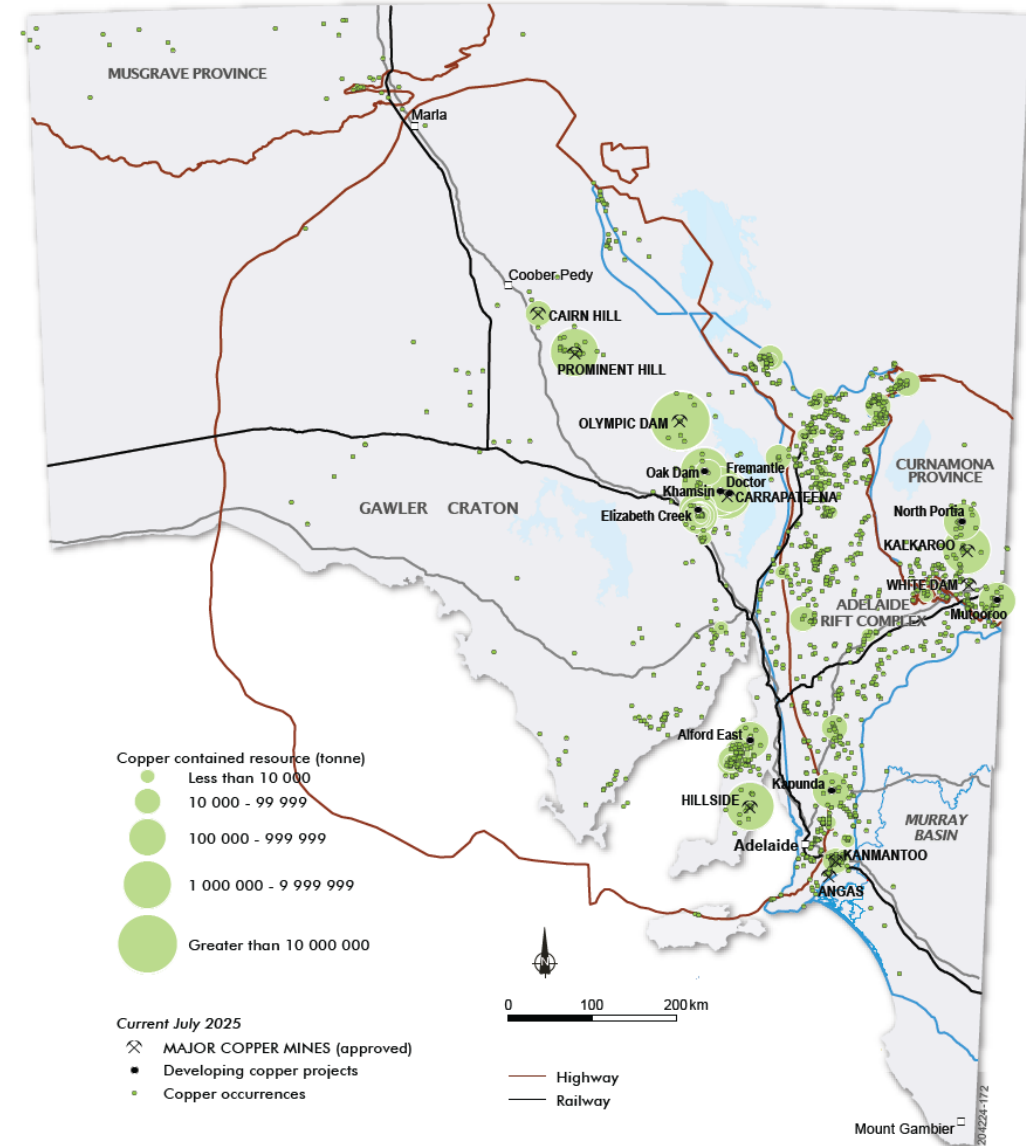 MUSGRAVE PROVINCE
Marla
Coober Pedy
CAIRN HILL
PROMINENT HILL
OLYMPIC DAM
Oak Dam
Fremantle
Doctor
Khamsin
CARRAPATEENA
Elizabeth Creek
GAWLER CRATON
CURNAMONA
PROVINCE
North Portia
KALKAROO
WHITE DAM
ADELAIDE
RIFT COMPLEX
Mutooroo
Alford East
Kapunda
HILLSIDE
MURRAY
BASIN
Adelaide
KANMANTOO
ANGAS
Copper contained resource (tonne)
Less than 10 000
10 000 - 99 999
100 000 - 999 999
1 000 000 - 9 999 999
Greater than 10 000 000
N
0 100 200 km
Current July 2025
MAJOR COPPER MINES (approved)
Developing copper projects
Copper occurrences
Highway
Railway
Mount Gambier
204224-172